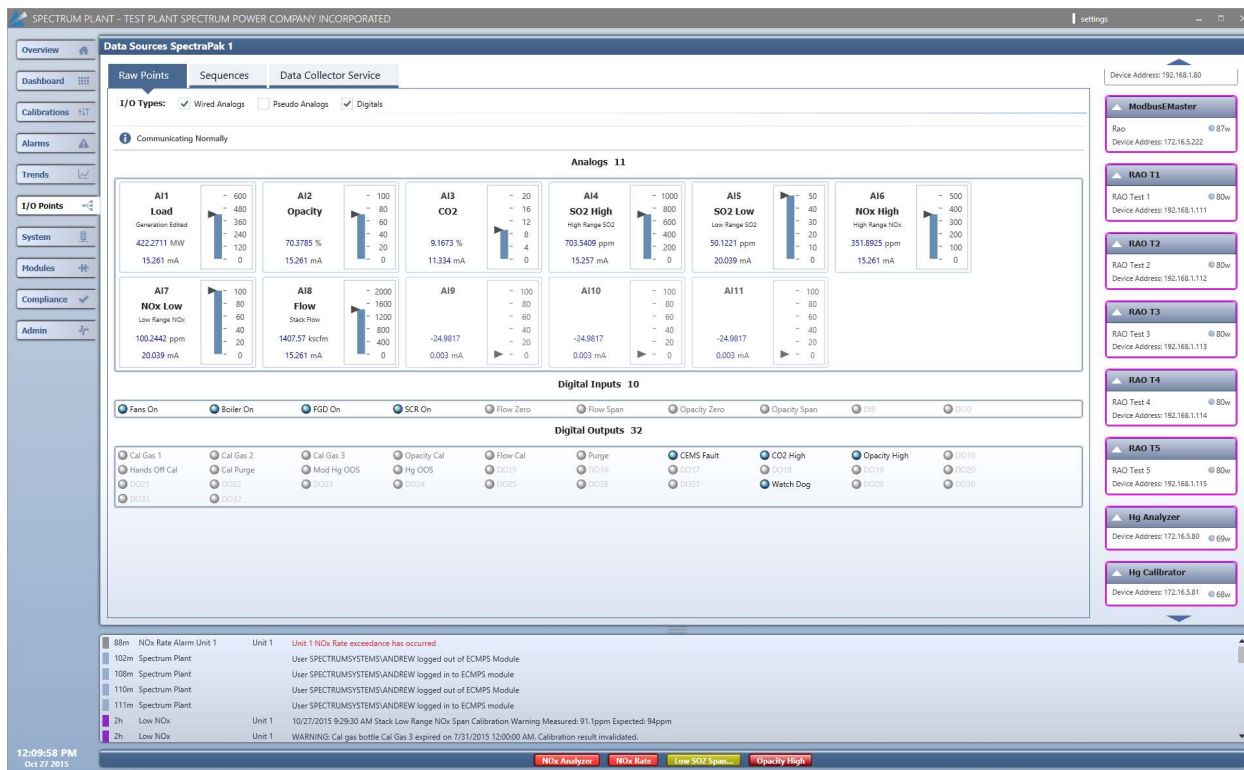 SPECTRUM PLANT - TEST PLANT SPECTRUM POWER COMPANY INCORPORATED
settings
Overview
Dashboard
Calibrations
Alarms
Trends
I/O Points
System
Modules
Compliance
Admin
Data Sources SpectraPak 1
Raw Points Sequences Data Collector Service
I/O Types: Wired Analogs Pseudo Analogs Digitals
Communicating Normally
Analogs 11
AI1
Load
Generation Edited
422.2711 MW
15.261 mA
600
480
360
240
120
0
AI2
Opacity
70.3785 %
15.261 mA
100
80
60
40
20
0
AI3
CO2
9.1673 %
11.334 mA
20
16
12
8
4
0
AI4
SO2 High
High Range SO2
703.5409 ppm
15.257 mA
1000
800
600
400
200
0
AI5
SO2 Low
Low Range SO2
50.1221 ppm
20.039 mA
50
40
30
20
10
0
AI6
NOx High
High Range NOx
351.8925 ppm
15.261 mA
500
400
300
200
100
0
AI7
NOx Low
Low Range NOx
100.2442 ppm
20.039 mA
100
80
60
40
20
0
AI8
Flow
Stack Flow
1407.57 kscfm
15.261 mA
2000
1600
1200
800
400
0
AI9
-24.9817
0.003 mA
100
80
60
40
20
0
AI10
-24.9817
0.003 mA
100
80
60
40
20
0
AI11
-24.9817
0.003 mA
100
80
60
40
20
0
Digital Inputs 10
Fans On Boiler On FGD On SCR On Flow Zero Flow Span Opacity Zero Opacity Span DI9 DI10
Digital Outputs 32
Cal Gas 1 Cal Gas 2 Cal Gas 3 Opacity Cal Flow Cal Purge CEMS Fault CO2 High Opacity High DO10
Hands Off Cal Cal Purge Mod Hg OOS Hg OOS DO15 DO16 DO17 DO18 DO19 DO20
DO21 DO22 DO23 DO24 DO25 DO26 DO27 Watch Dog DO29 DO30
DO31 DO32
Device Address: 192.168.1.80
ModbusEMaster
Rao 87w
Device Address: 172.16.5.222
RAO T1
RAO Test 1 80w
Device Address: 192.168.1.111
RAO T2
RAO Test 2 80w
Device Address: 192.168.1.112
RAO T3
RAO Test 3 80w
Device Address: 192.168.1.113
RAO T4
RAO Test 4 80w
Device Address: 192.168.1.114
RAO T5
RAO Test 5 80w
Device Address: 192.168.1.115
Hg Analyzer
Device Address: 172.16.5.80 69w
Hg Calibrator
Device Address: 172.16.5.81 68w
88m NOx Rate Alarm Unit 1 Unit 1 Unit 1 NOx Rate exceedance has occurred
102m Spectrum Plant User SPECTRUMSYSTEMS\ANDREW logged out of ECMPS Module
108m Spectrum Plant User SPECTRUMSYSTEMS\ANDREW logged in to ECMPS module
110m Spectrum Plant User SPECTRUMSYSTEMS\ANDREW logged out of ECMPS Module
111m Spectrum Plant User SPECTRUMSYSTEMS\ANDREW logged in to ECMPS module
2h Low NOx Unit 1 10/27/2015 9:29:30 AM Stack Low Range NOx Span Calibration Warning Measured: 91.1ppm Expected: 94ppm
2h Low NOx Unit 1 WARNING: Cal gas bottle Cal Gas 3 expired on 7/31/2015 12:00:00 AM. Calibration result invalidated.
12:09:58 PM
Oct 27 2015
NOx Analyzer NOx Rate Low SO2 Span... Opacity High